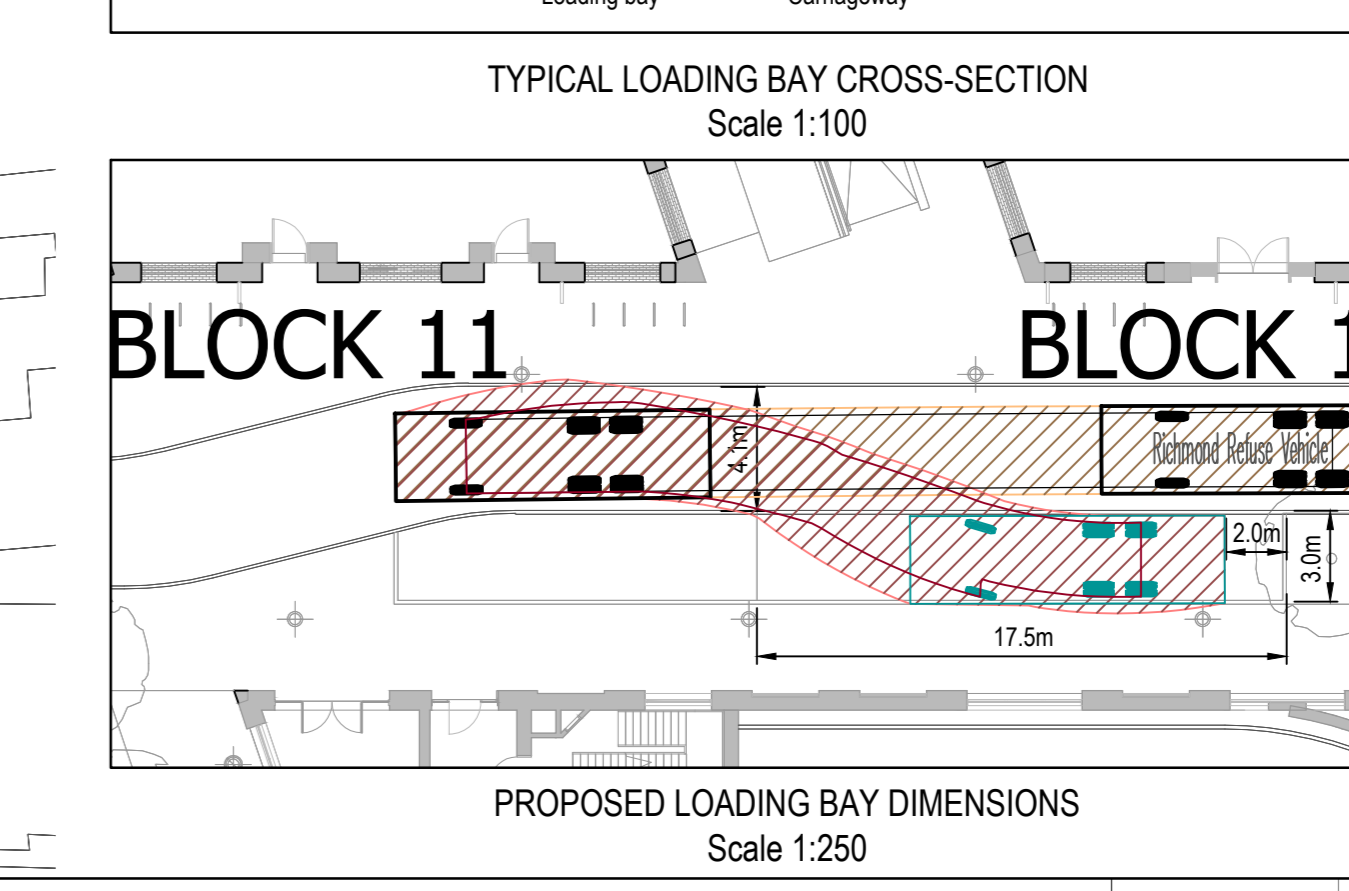 Loading bay Carriageway
TYPICAL LOADING BAY CROSS-SECTION
Scale 1:100
BLOCK 11
BLOCK 1
4.1m
Richmond Refuse Vehicle
2.0m
3.0m
17.5m
PROPOSED LOADING BAY DIMENSIONS
Scale 1:250